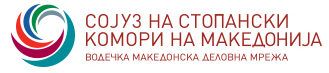 СОЈУЗ НА СТОПАНСКИ
КОМОРИ НА МАКЕДОНИЈА
ВОДЕЧКА МАКЕДОНСКА ДЕЛОВНА МРЕЖА